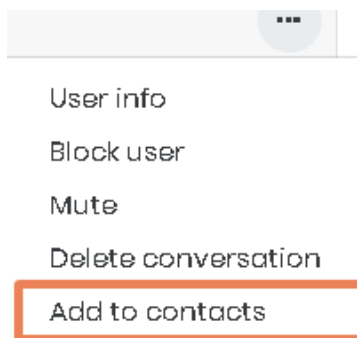 User info
Block user
Mute
Delete conversation
Add to contacts